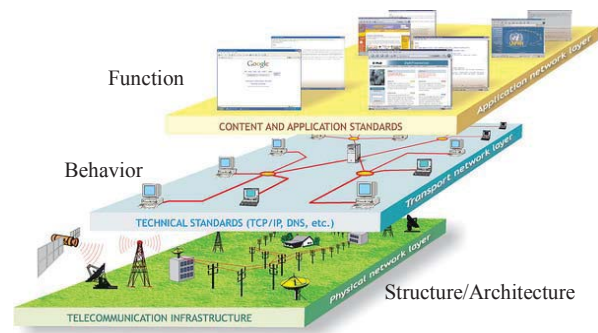 Function
Google
CONTENT AND APPLICATION STANDARDS
Application network layer
Behavior
TECHNICAL STANDARDS (TCP/IP, DNS, etc.)
Transport network layer
Structure/Architecture
TELECOMMUNICATION INFRASTRUCTURE
Physical network layer